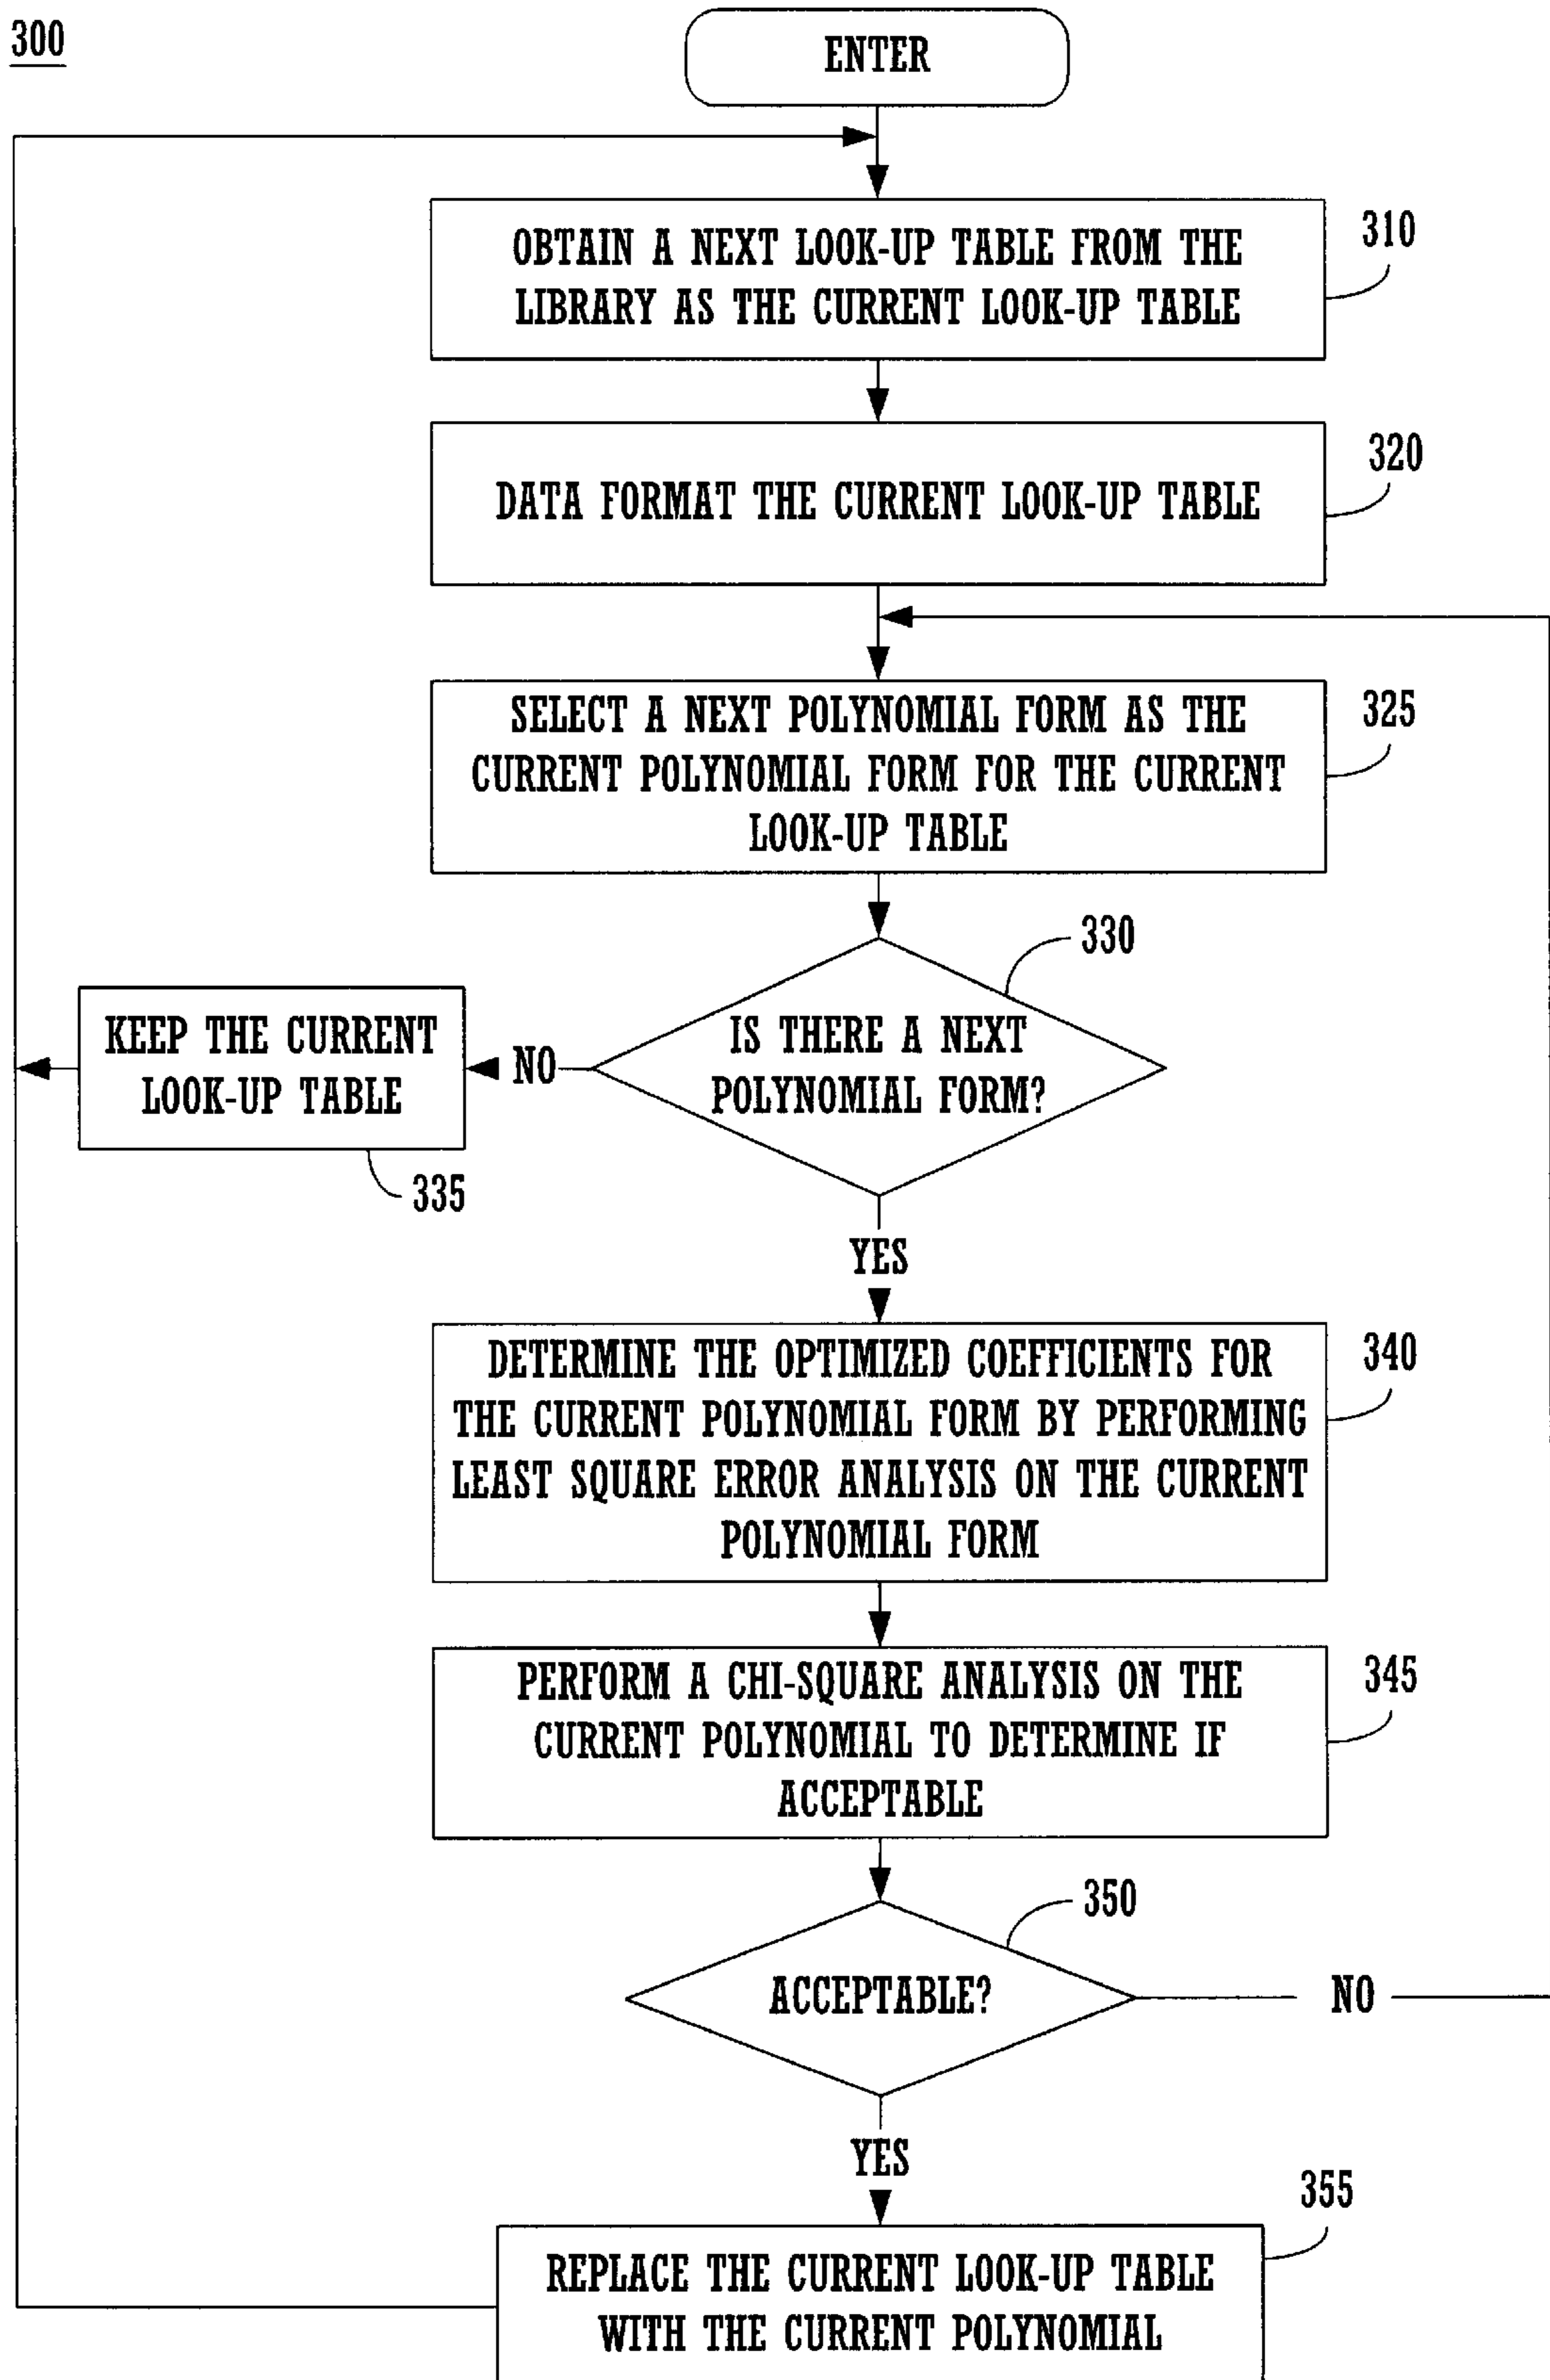 300
ENTER
OBTAIN A NEXT LOOK-UP TABLE FROM THE
LIBRARY AS THE CURRENT LOOK-UP TABLE
310
DATA FORMAT THE CURRENT LOOK-UP TABLE
320
SELECT A NEXT POLYNOMIAL FORM AS THE
CURRENT POLYNOMIAL FORM FOR THE CURRENT
LOOK-UP TABLE
325
330
IS THERE A NEXT
POLYNOMIAL FORM?
NO
KEEP THE CURRENT
LOOK-UP TABLE
335
YES
DETERMINE THE OPTIMIZED COEFFICIENTS FOR
THE CURRENT POLYNOMIAL FORM BY PERFORMING
LEAST SQUARE ERROR ANALYSIS ON THE CURRENT
POLYNOMIAL FORM
340
PERFORM A CHI-SQUARE ANALYSIS ON THE
CURRENT POLYNOMIAL TO DETERMINE IF
ACCEPTABLE
345
350
ACCEPTABLE?
NO
YES
355
REPLACE THE CURRENT LOOK-UP TABLE
WITH THE CURRENT POLYNOMIAL